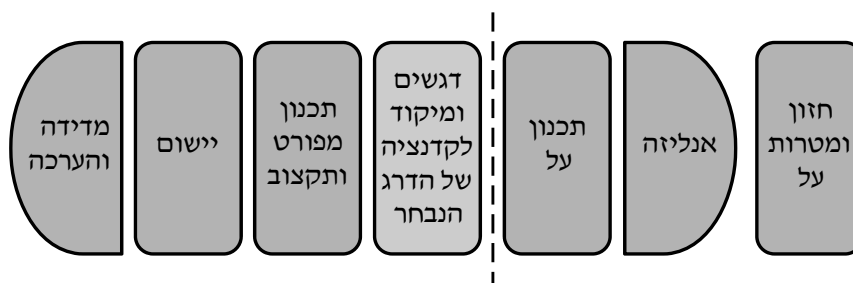 חזון
ומטרות
על
אנליזה
תכנון
על
דגשים
ומיקוד
לקדנציה
של הדרג
הנבחר
תכנון
מפורט
ותקצוב
יישום
מדידה
והערכה